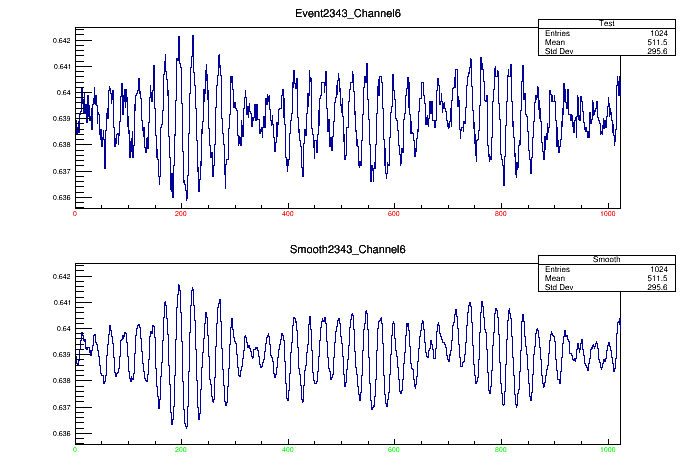 Event2343_Channel6
Test
Entries 1024
Mean 511.5
Std Dev 295.6
0.642
0.641
0.64
0.639
0.638
0.637
0.636
0 200 400 600 800 1000
Smooth2343_Channel6
Smooth
Entries 1024
Mean 511.5
Std Dev 295.6
0.642
0.641
0.64
0.639
0.638
0.637
0.636
0 200 400 600 800 1000